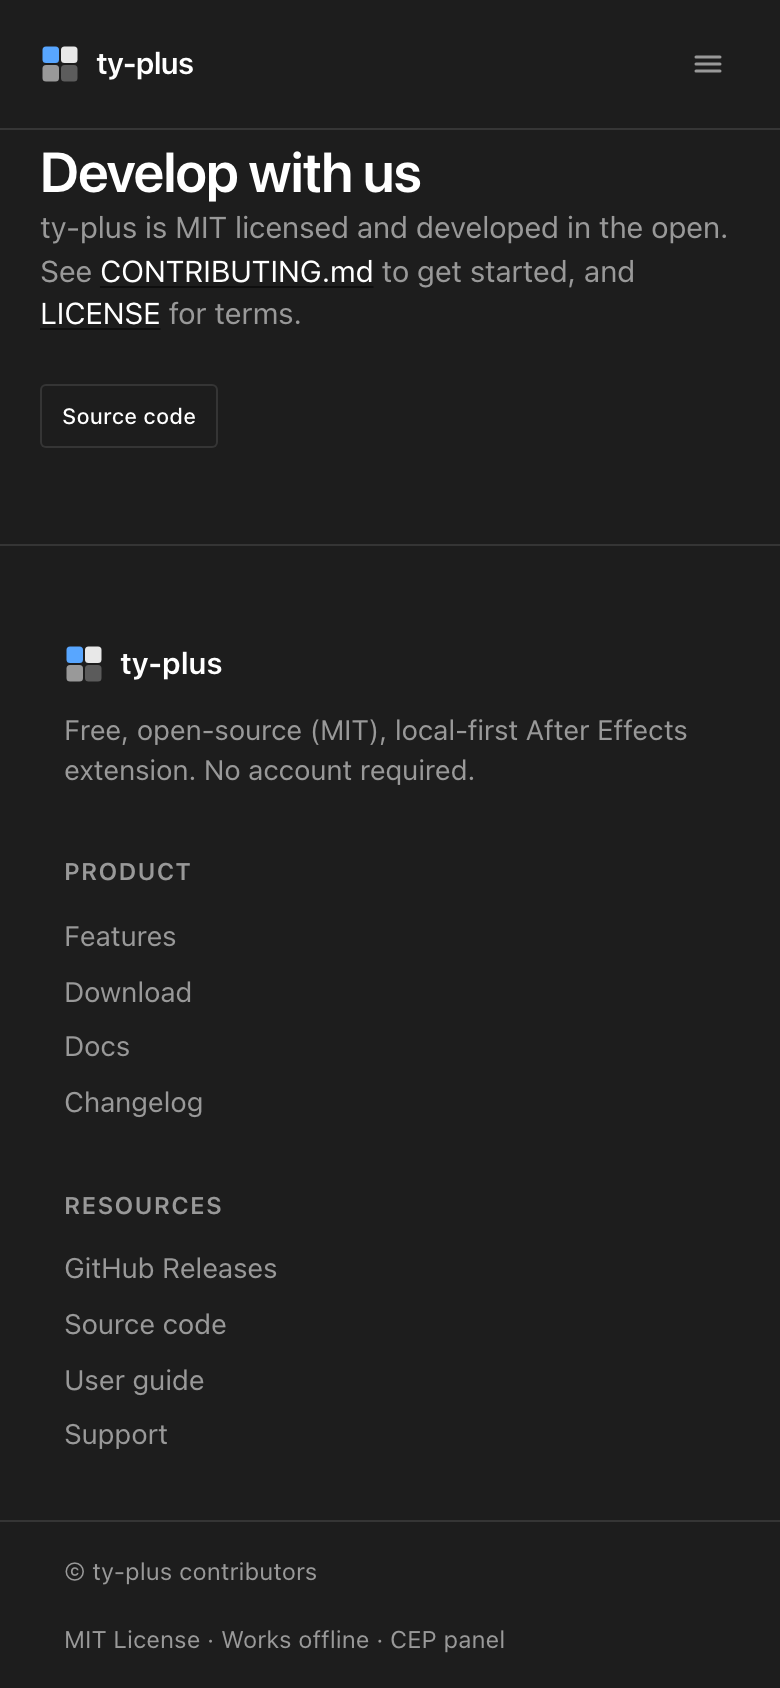 ty-plus
Develop with us
ty-plus is MIT licensed and developed in the open.
See CONTRIBUTING.md to get started, and
LICENSE for terms.
Source code
ty-plus
Free, open-source (MIT), local-first After Effects
extension. No account required.
PRODUCT
Features
Download
Docs
Changelog
RESOURCES
GitHub Releases
Source code
User guide
Support
© ty-plus contributors
MIT License · Works offline · CEP panel